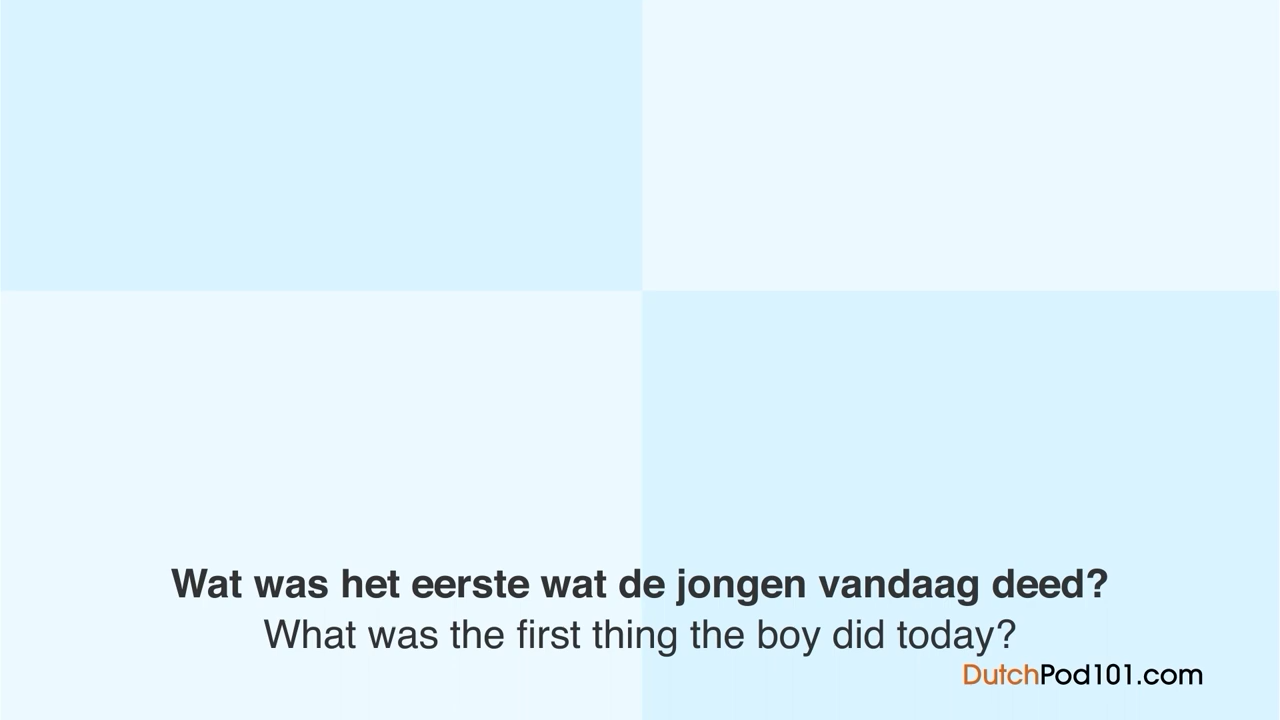 Wat was het eerste wat de jongen vandaag deed?
What was the first thing the boy did today?
DutchPod101.com